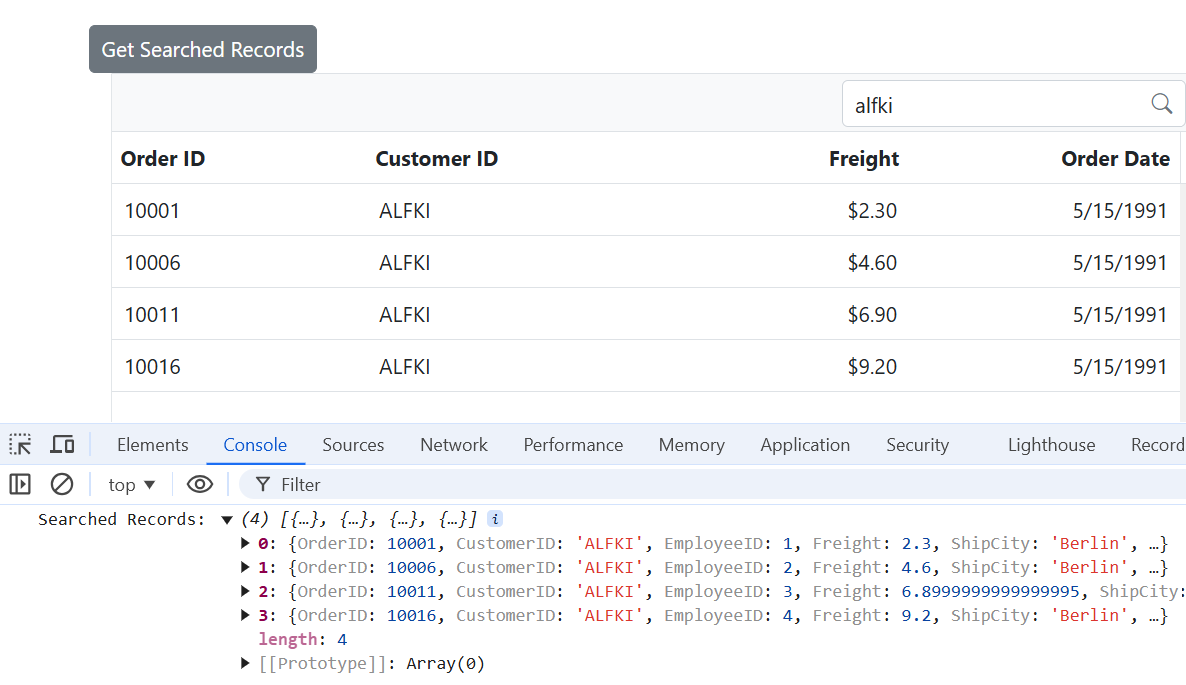 Get Searched Records
alfki
Order ID Customer ID Freight Order Date
10001 ALFKI $2.30 5/15/1991
10006 ALFKI $4.60 5/15/1991
10011 ALFKI $6.90 5/15/1991
10016 ALFKI $9.20 5/15/1991
Elements Console Sources Network Performance Memory Application Security Lighthouse Record
top ▼ Filter
Searched Records: ▼ (4) [{…}, {…}, {…}, {…}] i
▶ 0: {OrderID: 10001, CustomerID: 'ALFKI', EmployeeID: 1, Freight: 2.3, ShipCity: 'Berlin', …}
▶ 1: {OrderID: 10006, CustomerID: 'ALFKI', EmployeeID: 2, Freight: 4.6, ShipCity: 'Berlin', …}
▶ 2: {OrderID: 10011, CustomerID: 'ALFKI', EmployeeID: 3, Freight: 6.8999999999999995, ShipCity:
▶ 3: {OrderID: 10016, CustomerID: 'ALFKI', EmployeeID: 4, Freight: 9.2, ShipCity: 'Berlin', …}
length: 4
▶ [[Prototype]]: Array(0)